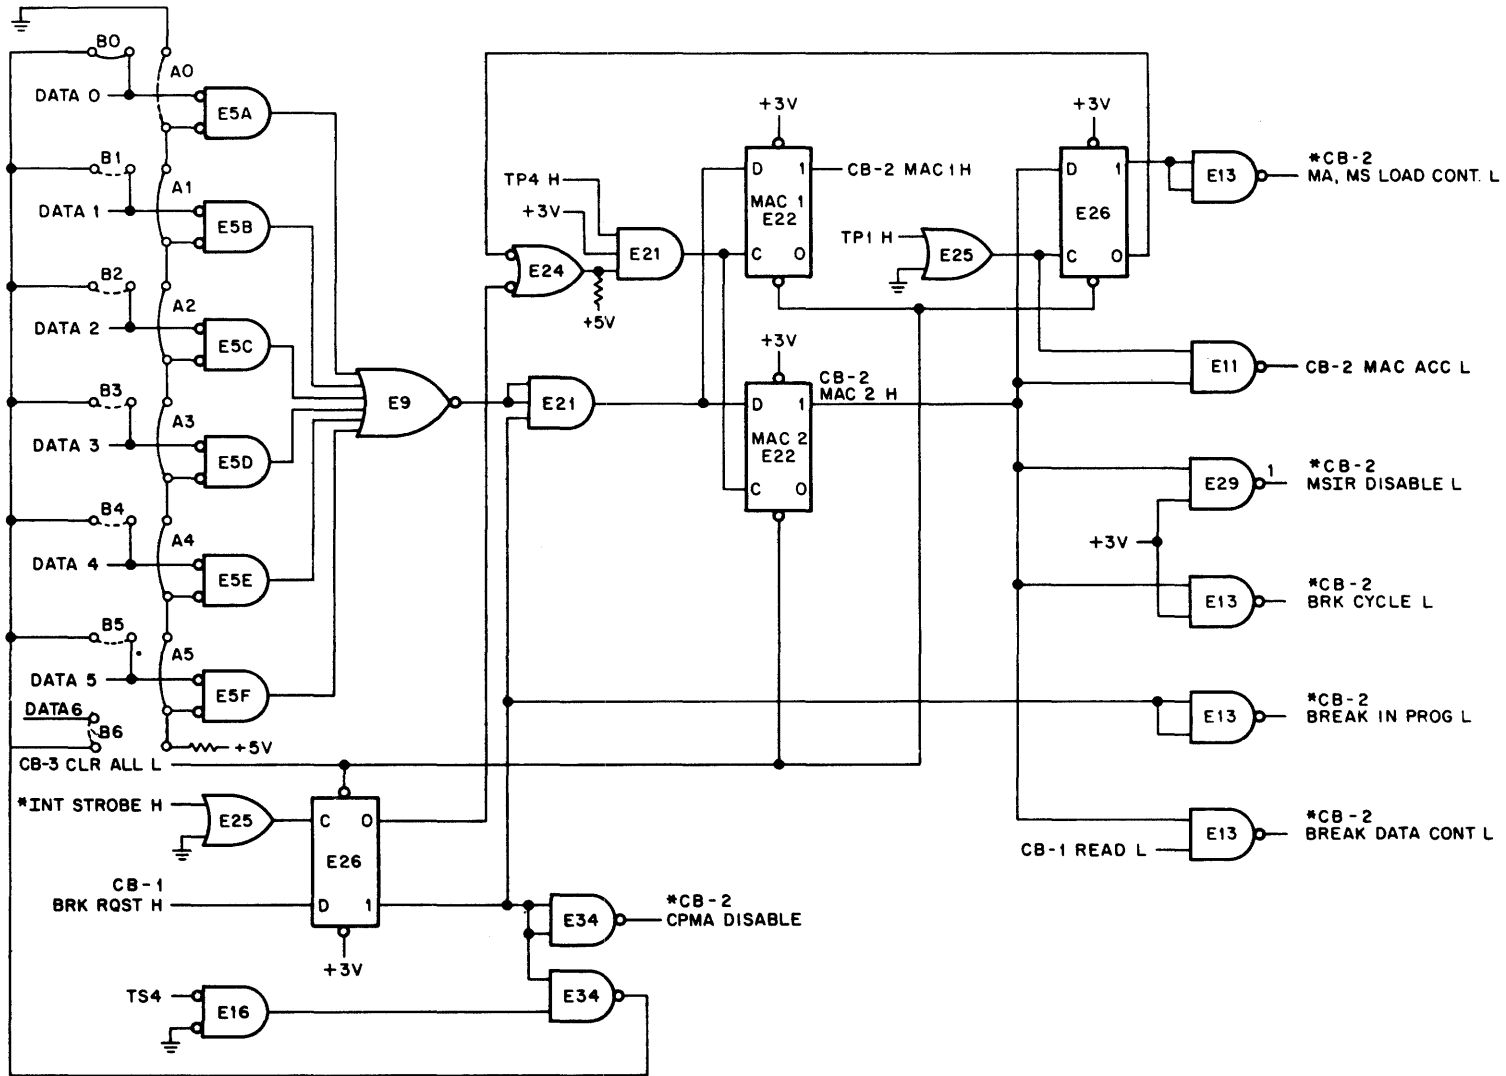 B0
A0
DATA 0
E5A
B1
A1
DATA 1
E5B
B2
A2
DATA 2
E5C
B3
A3
DATA 3
E5D
B4
A4
DATA 4
E5E
B5
A5
DATA 5
E5F
DATA6
B6
+5V
CB-3 CLR ALL L
*INT STROBE H
E25
C 0
E26
D 1
+3V
CB-1
BRK RQST H
TS4
E16
E34
*CB-2
CPMA DISABLE
E34
E9
E21
TP4 H
+3V
E24
+5V
E21
+3V
D 1
MAC 1
E22
C 0
CB-2 MAC 1 H
+3V
D 1
MAC 2
E22
C 0
CB-2
MAC 2 H
TP1 H
E25
+3V
D 1
E26
C 0
E13
*CB-2
MA, MS LOAD CONT. L
E11
CB-2 MAC ACC L
E29
1
*CB-2
MSIR DISABLE L
+3V
E13
*CB-2
BRK CYCLE L
E13
*CB-2
BREAK IN PROG L
CB-1 READ L
E13
*CB-2
BREAK DATA CONT L